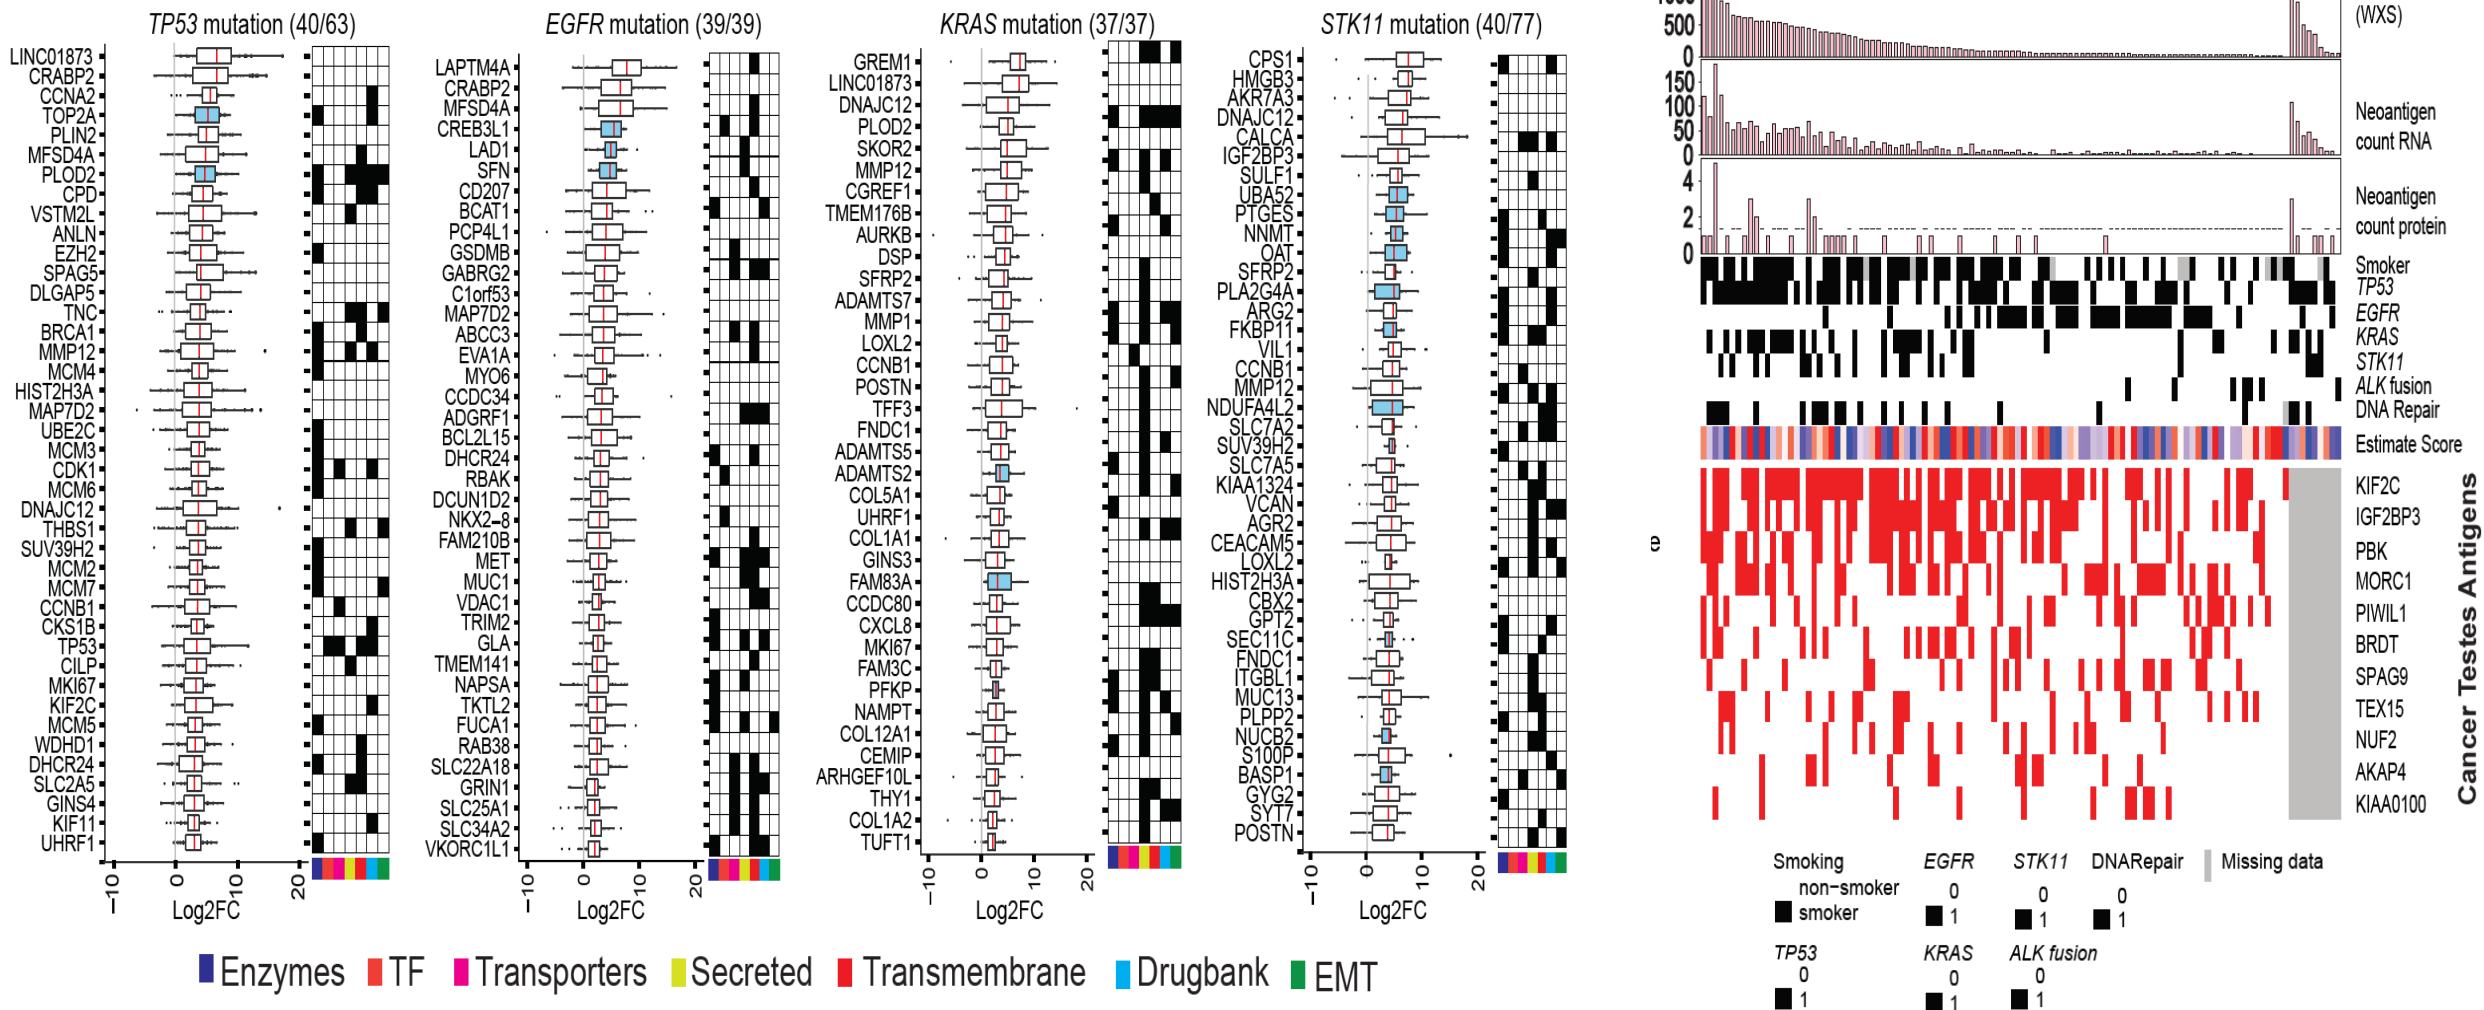 TP53 mutation (40/63)
LINC01873
CRABP2
CCNA2
TOP2A
PLIN2
MFSD4A
PLOD2
CPD
VSTM2L
ANLN
EZH2
SPAG5
DLGAP5
TNC
BRCA1
MMP12
MCM4
HIST2H3A
MAP7D2
UBE2C
MCM3
CDK1
MCM6
DNAJC12
THBS1
SUV39H2
MCM2
MCM7
CCNB1
CKS1B
TP53
CILP
MKI67
KIF2C
MCM5
WDHD1
DHCR24
SLC2A5
GINS4
KIF11
UHRF1
−10
0
10
20
Log2FC
EGFR mutation (39/39)
LAPTM4A
CRABP2
MFSD4A
CREB3L1
LAD1
SFN
CD207
BCAT1
PCP4L1
GSDMB
GABRG2
C1orf53
MAP7D2
ABCC3
EVA1A
MYO6
CCDC34
ADGRF1
BCL2L15
DHCR24
RBAK
DCUN1D2
NKX2−8
FAM210B
MET
MUC1
VDAC1
TRIM2
GLA
TMEM141
NAPSA
TKTL2
FUCA1
RAB38
SLC22A18
GRIN1
SLC25A1
SLC34A2
VKORC1L1
−10
0
10
20
Log2FC
KRAS mutation (37/37)
GREM1
LINC01873
DNAJC12
PLOD2
SKOR2
MMP12
CGREF1
TMEM176B
AURKB
DSP
SFRP2
ADAMTS7
MMP1
LOXL2
CCNB1
POSTN
TFF3
FNDC1
ADAMTS5
ADAMTS2
COL5A1
UHRF1
COL1A1
GINS3
FAM83A
CCDC80
CXCL8
MKI67
FAM3C
PFKP
NAMPT
COL12A1
CEMIP
ARHGEF10L
THY1
COL1A2
TUFT1
−10
0
10
20
Log2FC
STK11 mutation (40/77)
CPS1
HMGB3
AKR7A3
DNAJC12
CALCA
IGF2BP3
SULF1
UBA52
PTGES
NNMT
OAT
SFRP2
PLA2G4A
ARG2
FKBP11
VIL1
CCNB1
MMP12
NDUFA4L2
SLC7A2
SUV39H2
SLC7A5
KIAA1324
VCAN
AGR2
CEACAM5
LOXL2
HIST2H3A
CBX2
GPT2
SEC11C
FNDC1
ITGBL1
MUC13
PLPP2
NUCB2
S100P
BASP1
GYG2
SYT7
POSTN
−10
0
10
20
Log2FC
Enzymes TF Transporters Secreted Transmembrane Drugbank EMT
1000
500
0
(WXS)
150
100
50
0
Neoantigen
count RNA
4
2
0
Neoantigen
count protein
Smoker
TP53
EGFR
KRAS
STK11
ALK fusion
DNA Repair
Estimate Score
e
KIF2C
IGF2BP3
PBK
MORC1
PIWIL1
BRDT
SPAG9
TEX15
NUF2
AKAP4
KIAA0100
Cancer Testes Antigens
Smoking
non−smoker
smoker
EGFR
0
1
STK11
0
1
DNARepair
0
1
Missing data
TP53
0
1
KRAS
0
1
ALK fusion
0
1